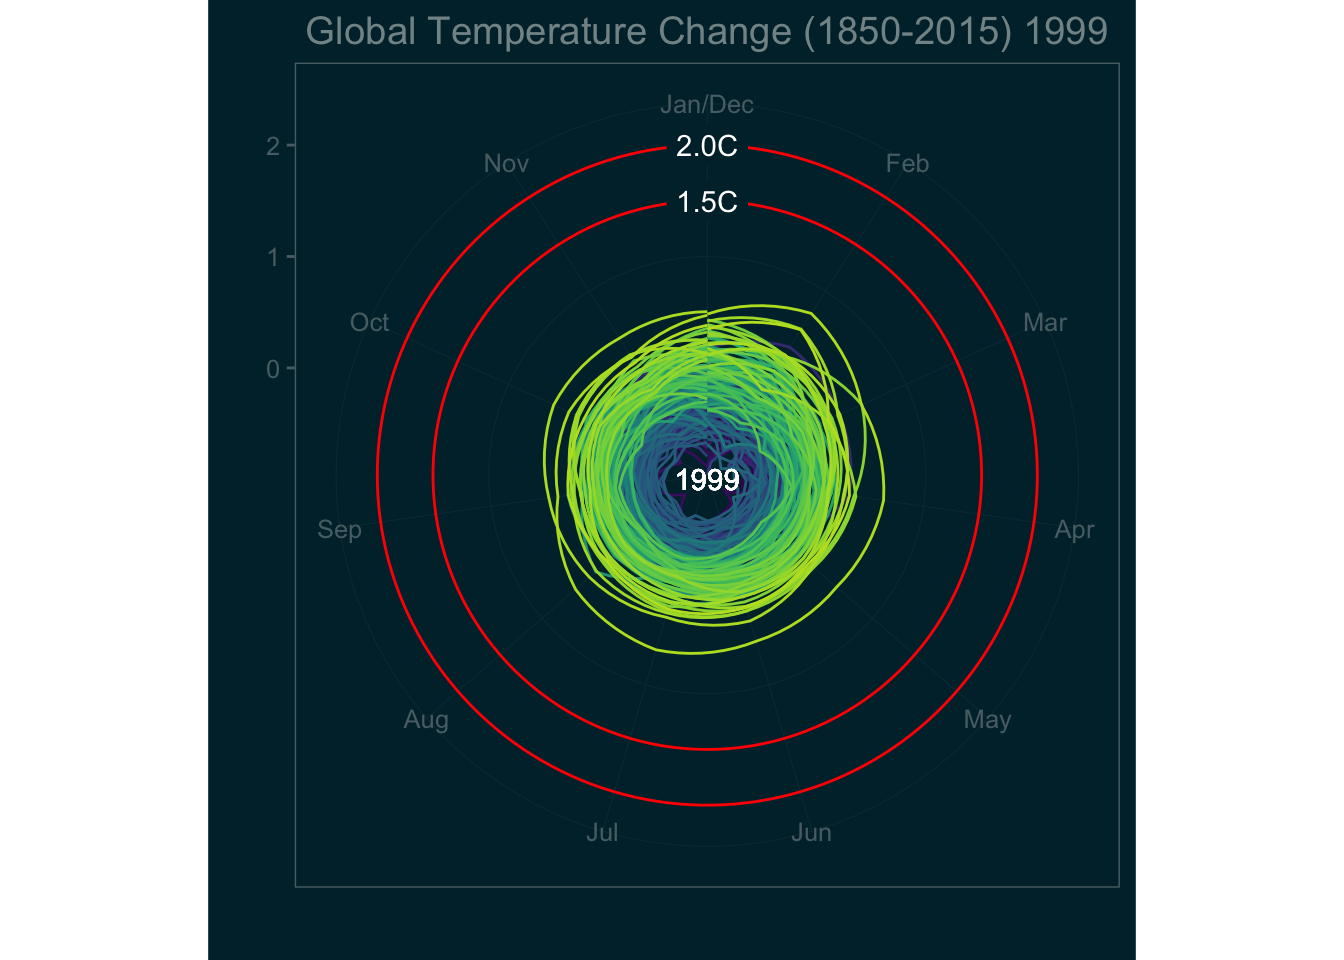 Global Temperature Change (1850-2015) 1999
Jan/Dec
2
2.0C
Nov
Feb
1.5C
1
Oct
Mar
0
1999
Sep
Apr
Aug
May
Jul
Jun